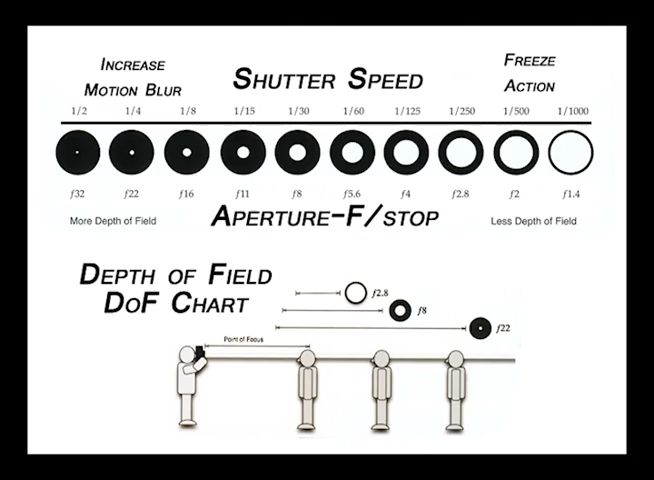 INCREASE
MOTION BLUR
SHUTTER SPEED
FREEZE
ACTION
1/2 1/4 1/8 1/15 1/30 1/60 1/125 1/250 1/500 1/1000
f32 f22 f16 f11 f8 f5.6 f4 f2.8 f2 f1.4
More Depth of Field
APERTURE-F/STOP
Less Depth of Field
DEPTH OF FIELD
DOF CHART
f2.8
f8
f22
Point of Focus